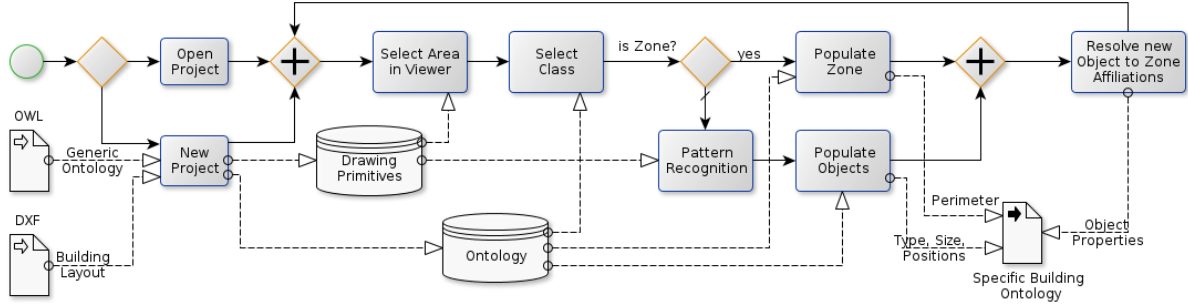 Open
Project
Select Area
in Viewer
Select
Class
is Zone?
yes
Populate
Zone
Resolve new
Object to Zone
Affiliations
OWL
Generic
Ontology
New
Project
Drawing
Primitives
Pattern
Recognition
Populate
Objects
Perimeter
DXF
Building
Layout
Ontology
Type, Size,
Positions
Object
Properties
Specific Building
Ontology